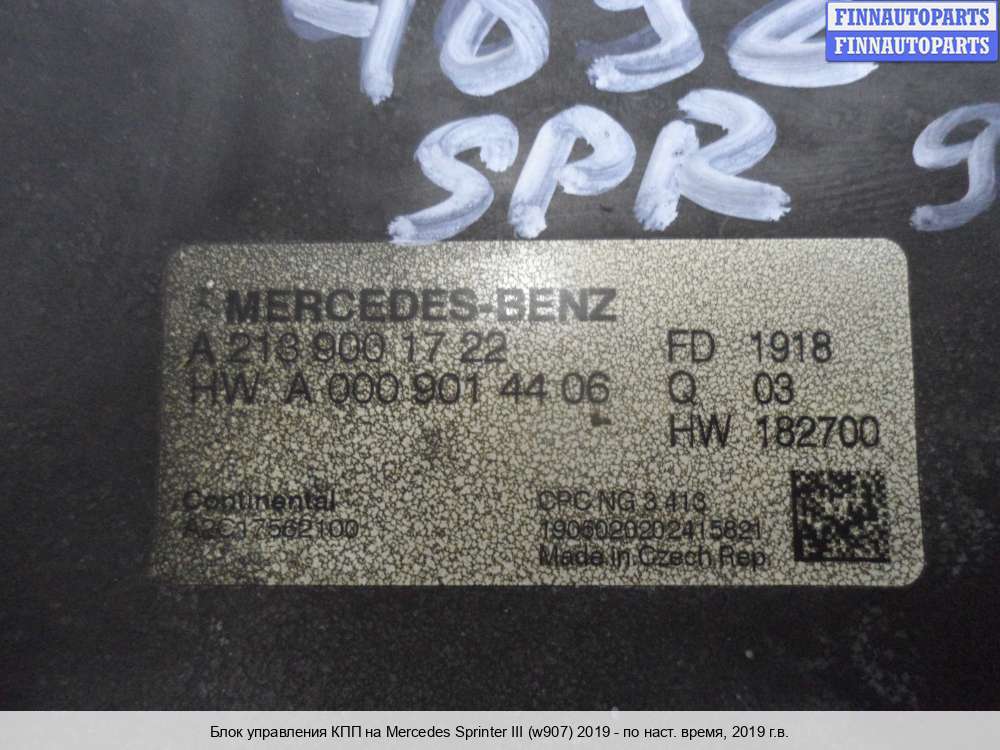 FINNAUTOPARTS
FINNAUTOPARTS
SPR 9
MERCEDES-BENZ
A 213 900 17 22
HW A 000 901 44 06
FD 1918
Q 03
HW 182700
Continental
A2C17562100
CPC NG 3.413
1906020202415821
Made in Czech Rep.
Блок управления КПП на Mercedes Sprinter III (w907) 2019 - по наст. время, 2019 г.в.